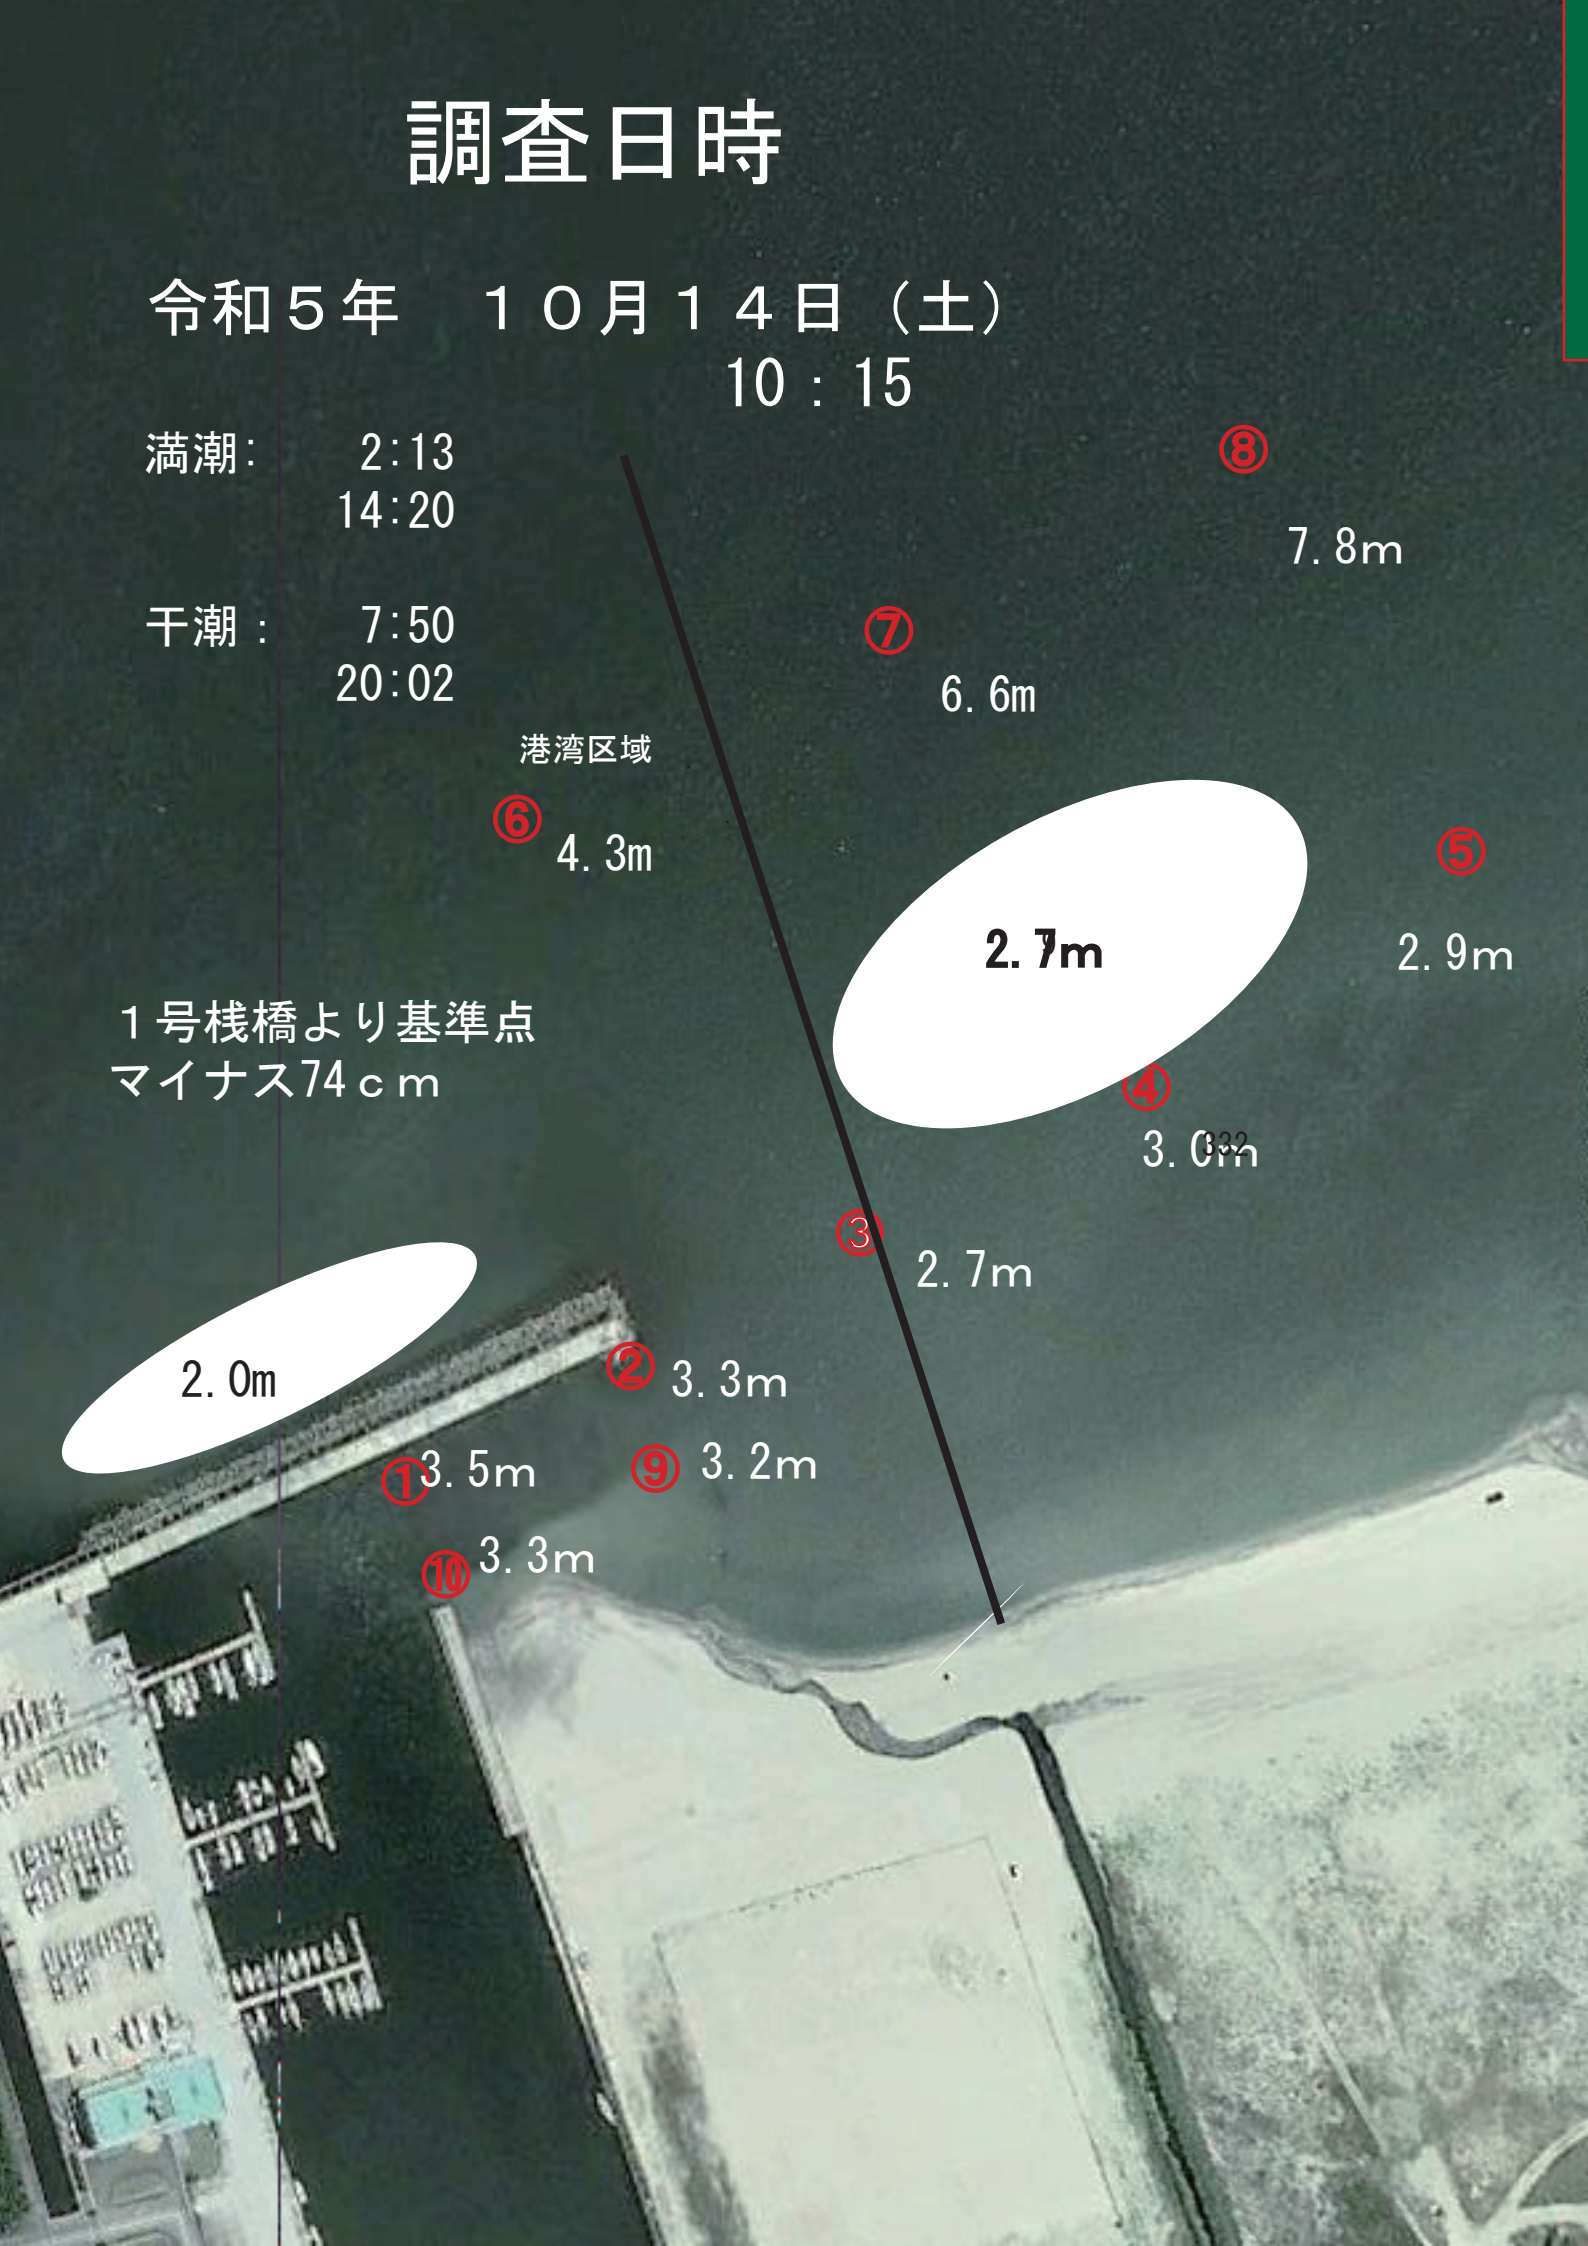 調査日時
令和５年　１０月１４日（土）
10：15
満潮:　2:13
14:20
干潮：　7:50
20:02
⑧
7.8m
⑦
6.6m
港湾区域
⑥
4.3m
⑤
2.9m
１号桟橋より基準点
マイナス74ｃｍ
④
3.0m
③
2.7m
2.0m
②
3.3m
①
3.5m
⑨
3.2m
⑩
3.3m